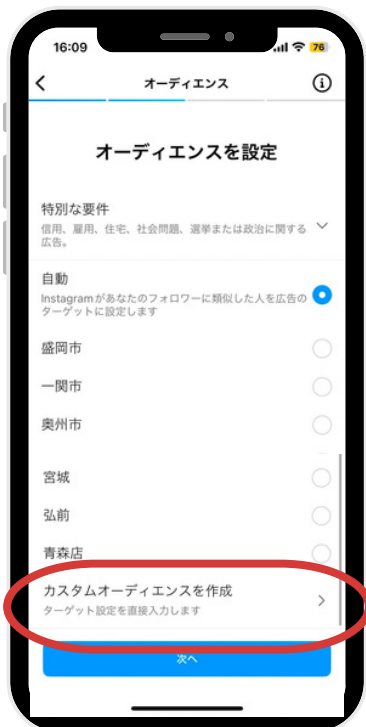 16:09
76
オーディエンス
オーディエンスを設定
特別な要件
信用、雇用、住宅、社会問題、選挙または政治に関する
広告。
自動
Instagramがあなたのフォロワーに類似した人を広告の
ターゲットに設定します
盛岡市
一関市
奥州市
宮城
弘前
青森店
カスタムオーディエンスを作成
ターゲット設定を直接入力します
次へ